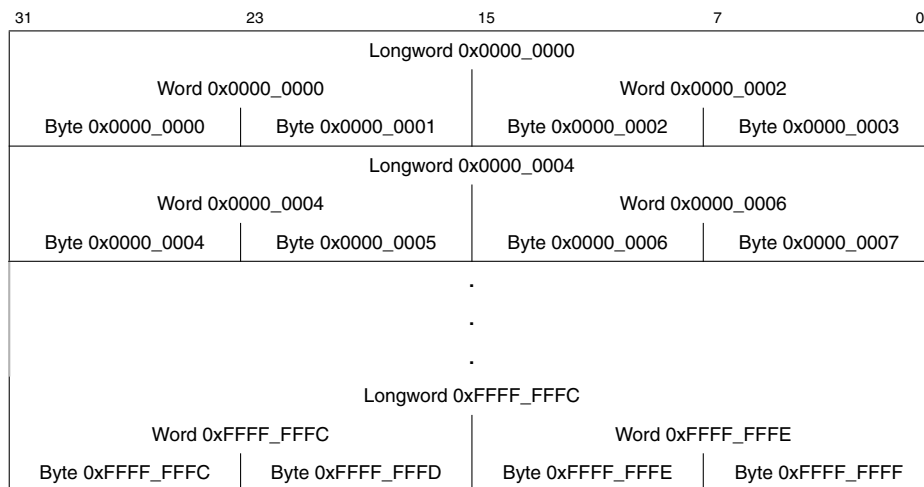 31 23 15 7 0
Longword 0x0000_0000
Word 0x0000_0000 Word 0x0000_0002
Byte 0x0000_0000 Byte 0x0000_0001 Byte 0x0000_0002 Byte 0x0000_0003
Longword 0x0000_0004
Word 0x0000_0004 Word 0x0000_0006
Byte 0x0000_0004 Byte 0x0000_0005 Byte 0x0000_0006 Byte 0x0000_0007
.
.
.
Longword 0xFFFF_FFFC
Word 0xFFFF_FFFC Word 0xFFFF_FFFE
Byte 0xFFFF_FFFC Byte 0xFFFF_FFFD Byte 0xFFFF_FFFE Byte 0xFFFF_FFFF